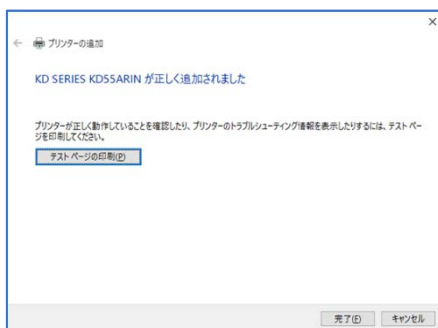 プリンターの追加
KD SERIES KD55ARIN が正しく追加されました
プリンターが正しく動作していることを確認したり、プリンターのトラブルシューティング情報を表示したりするには、テスト ペー
ジを印刷してください。
テスト ページの印刷(P)
完了(F)
キャンセル